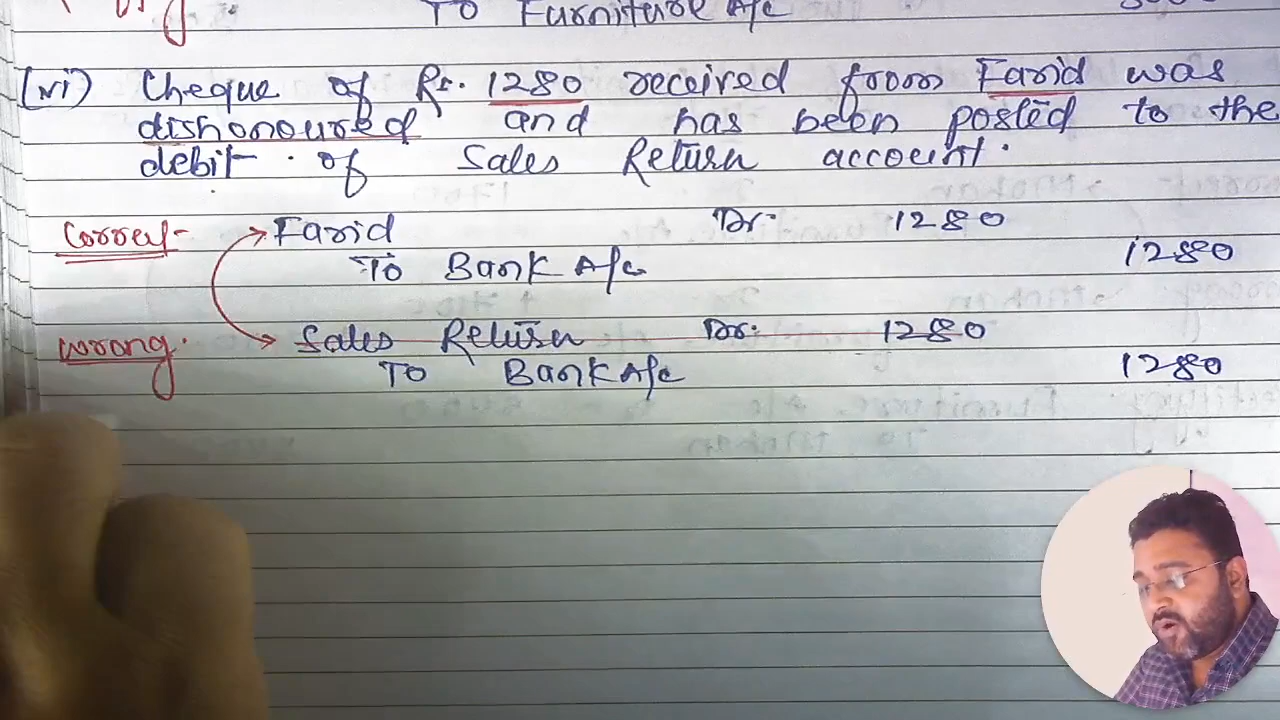 To Furniture A/c
(vi) Cheque of Rs. 1280 received from Farid was
dishonoured and has been posted to the
debit of Sales Return account.
Correct Farid Dr. 1280
To Bank A/c 1280
Wrong. Sales Return Dr. 1280
To Bank A/c 1280